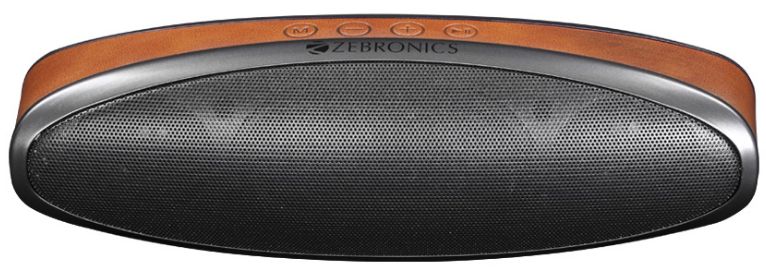 M − + ⏯
ZEBRONICS